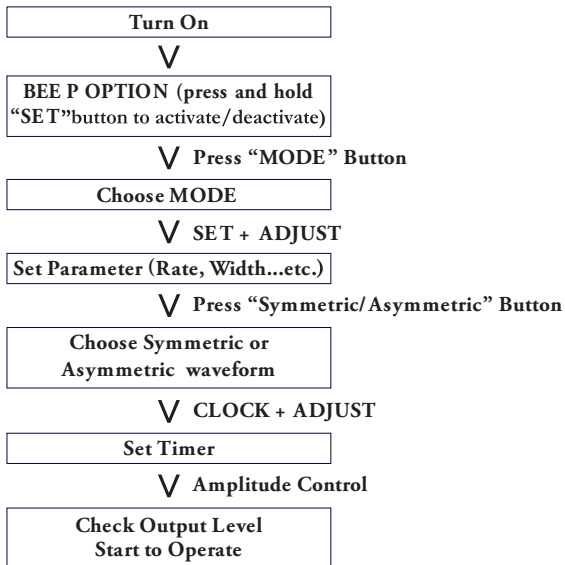 Turn On
V
BEE P OPTION (press and hold
“SET”button to activate/deactivate)
V Press “MODE” Button
Choose MODE
V SET + ADJUST
Set Parameter (Rate, Width...etc.)
V Press “Symmetric/Asymmetric” Button
Choose Symmetric or
Asymmetric waveform
V CLOCK + ADJUST
Set Timer
V Amplitude Control
Check Output Level
Start to Operate